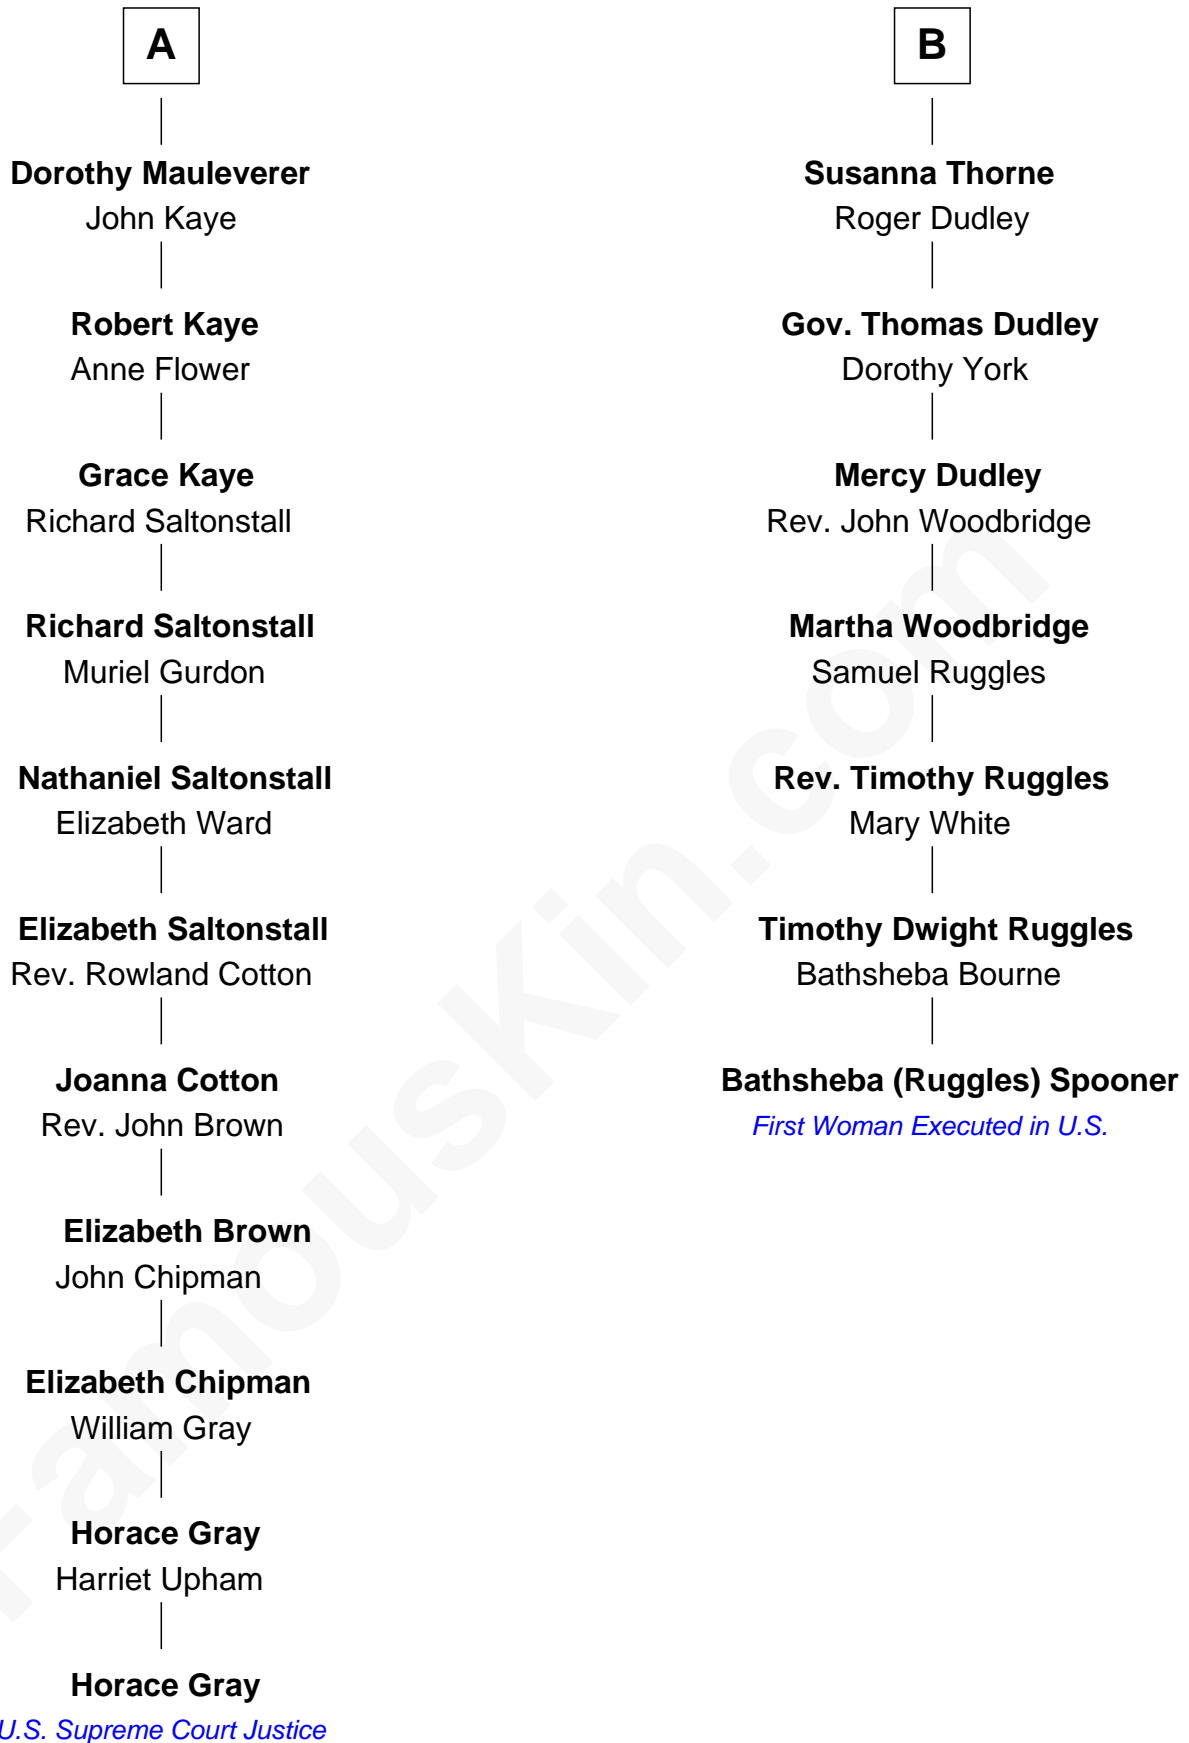 A
Dorothy Mauleverer
John Kaye
Robert Kaye
Anne Flower
Grace Kaye
Richard Saltonstall
Richard Saltonstall
Muriel Gurdon
Nathaniel Saltonstall
Elizabeth Ward
Elizabeth Saltonstall
Rev. Rowland Cotton
Joanna Cotton
Rev. John Brown
Elizabeth Brown
John Chipman
Elizabeth Chipman
William Gray
Horace Gray
Harriet Upham
Horace Gray
U.S. Supreme Court Justice
B
Susanna Thorne
Roger Dudley
Gov. Thomas Dudley
Dorothy York
Mercy Dudley
Rev. John Woodbridge
Martha Woodbridge
Samuel Ruggles
Rev. Timothy Ruggles
Mary White
Timothy Dwight Ruggles
Bathsheba Bourne
Bathsheba (Ruggles) Spooner
First Woman Executed in U.S.
FamousKin.com